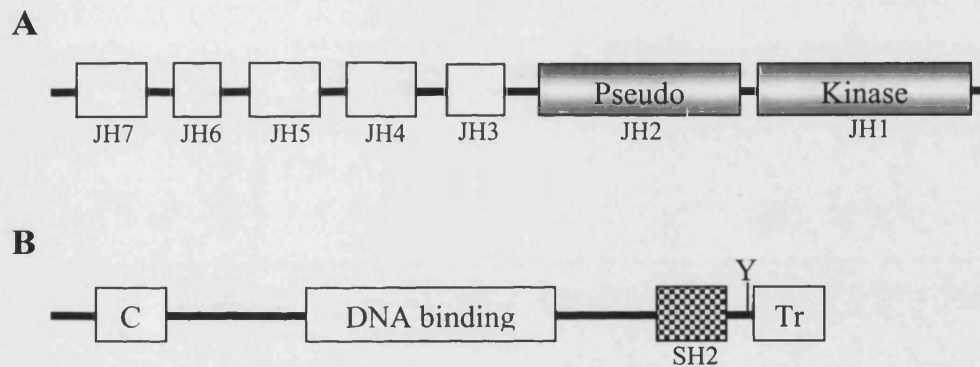 A
Pseudo Kinase
JH7 JH6 JH5 JH4 JH3 JH2 JH1
B
Y
C DNA binding Tr
SH2